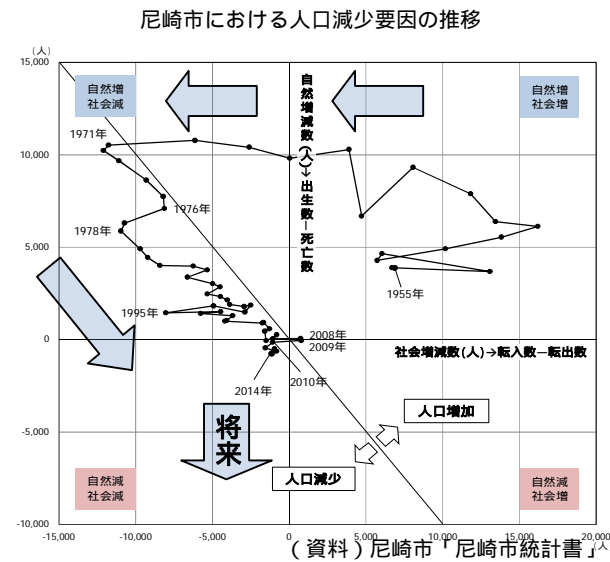 尼崎市における人口減少要因の推移
(人)
15,000
自然増
社会減
自然増減数(人)→出生数－死亡数
自然増
社会増
1971年
10,000
1976年
1978年
5,000
1955年
1995年
2008年
0
2009年
社会増減数(人)→転入数－転出数
2010年
2014年
将来
人口増加
-5,000
人口減少
自然減
社会減
自然減
社会増
-10,000
-15,000 -10,000 -5,000 0 5,000 10,000 15,000 20,000
(資料)尼崎市「尼崎市統計書」
人